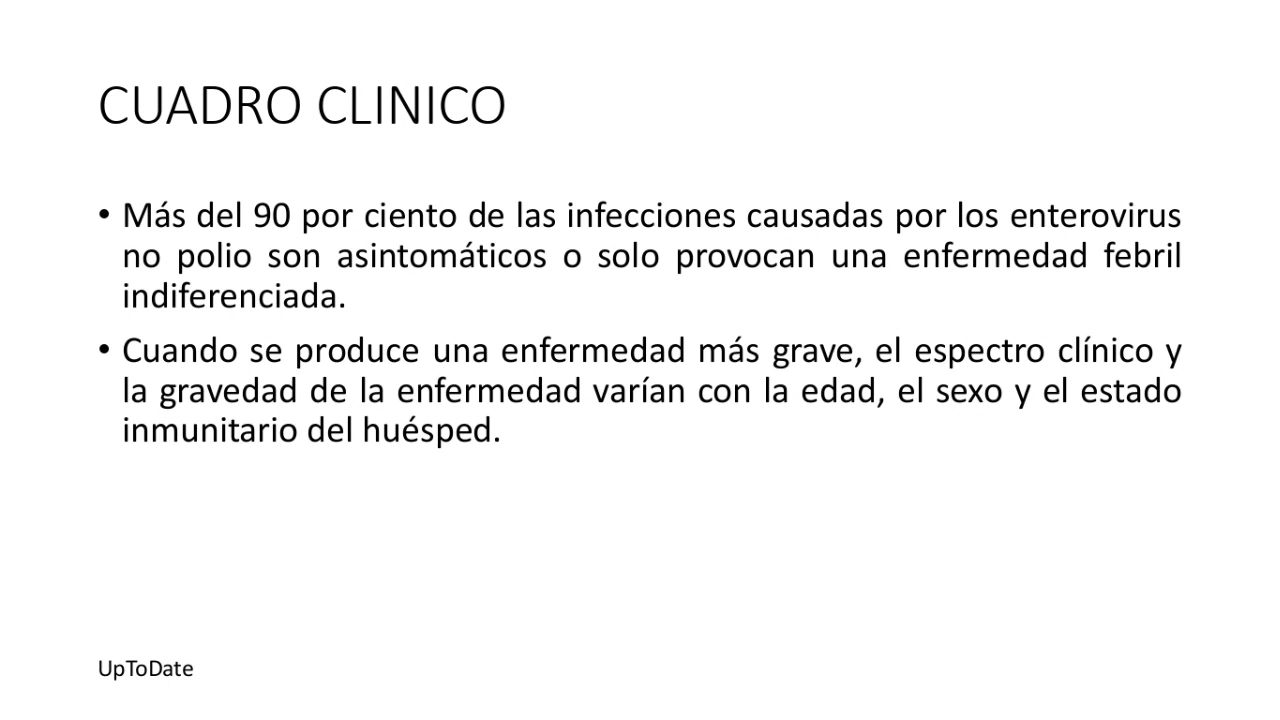 CUADRO CLINICO
• Más del 90 por ciento de las infecciones causadas por los enterovirus
no polio son asintomáticos o solo provocan una enfermedad febril
indiferenciada.
• Cuando se produce una enfermedad más grave, el espectro clínico y
la gravedad de la enfermedad varían con la edad, el sexo y el estado
inmunitario del huésped.
UpToDate